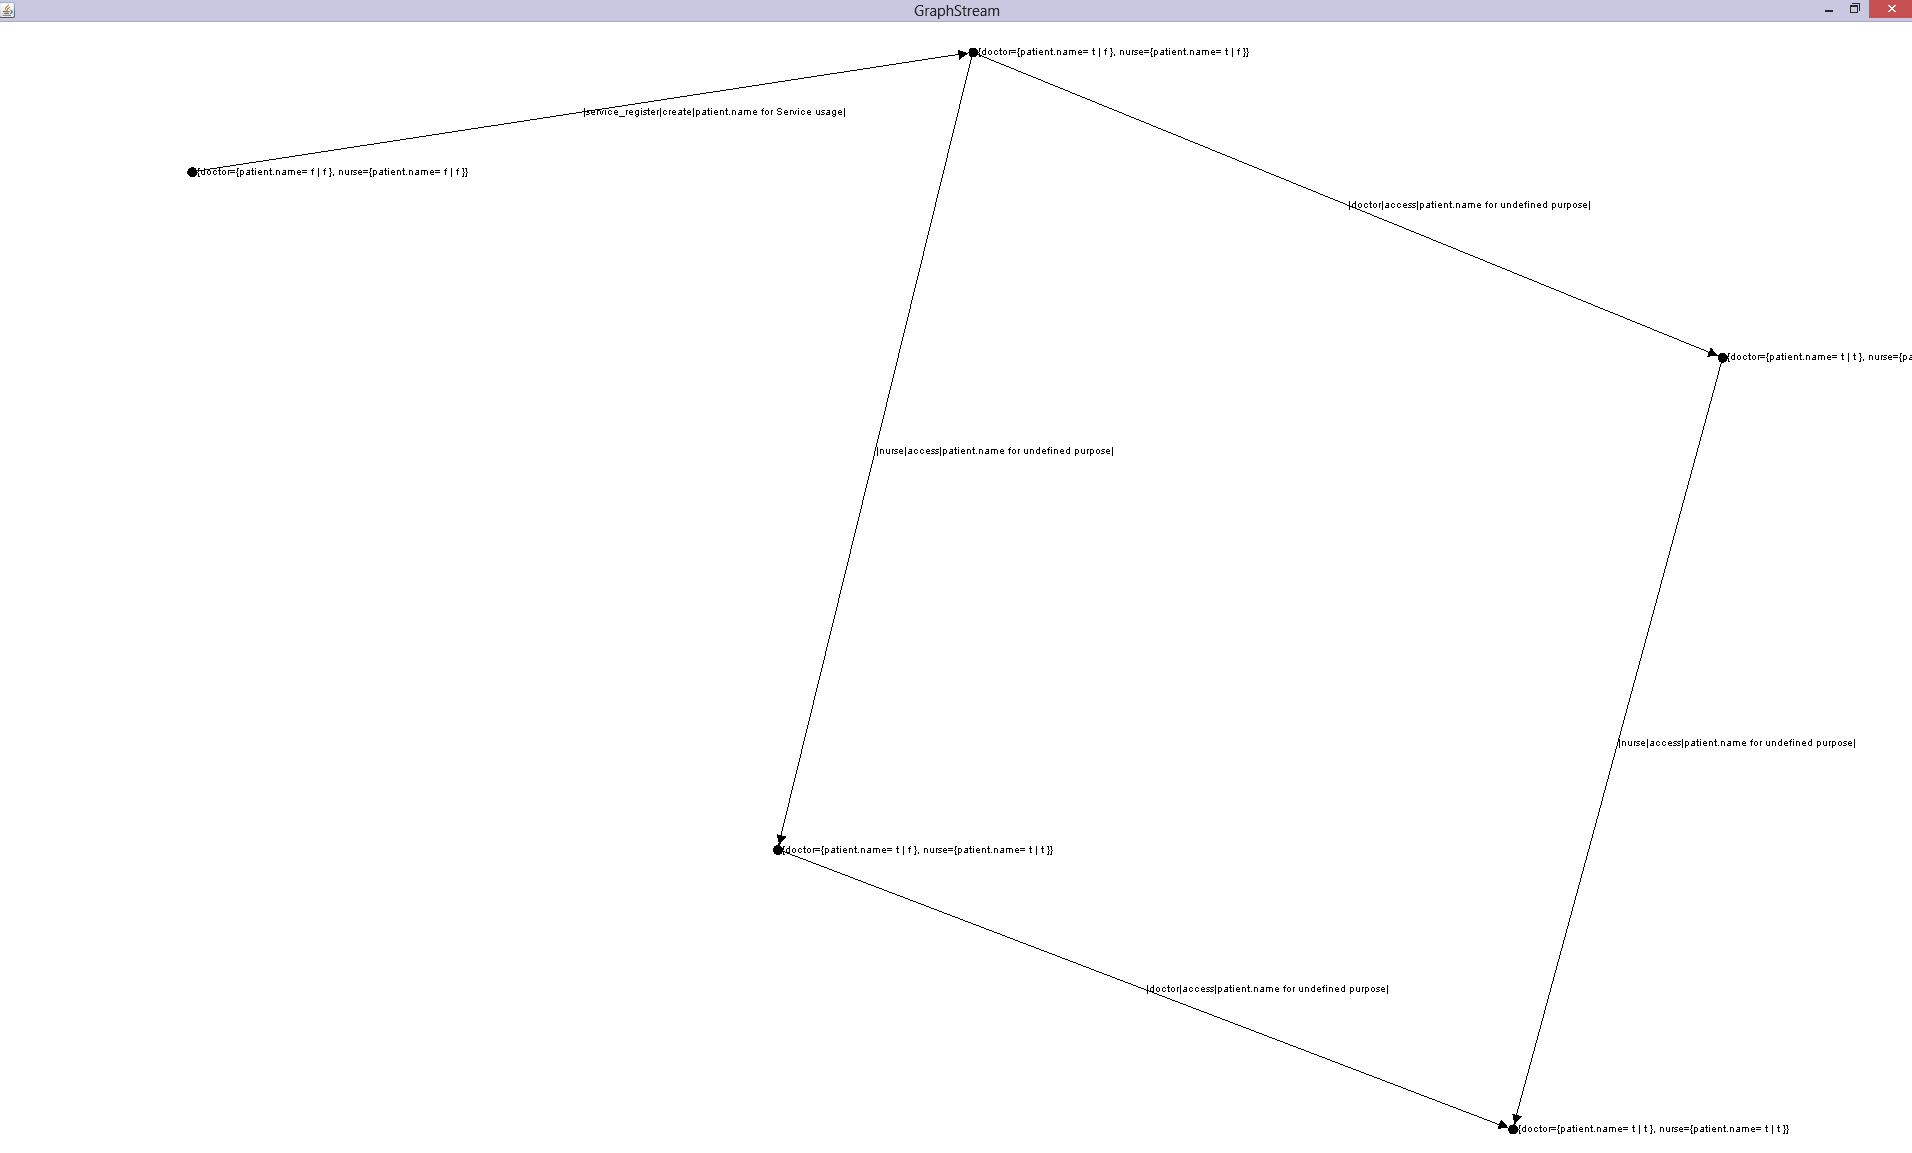 GraphStream
{doctor={patient.name= t | f }, nurse={patient.name= t | f }}
|service_register|create|patient.name for Service usage|
{doctor={patient.name= f | f }, nurse={patient.name= f | f }}
|doctor|access|patient.name for undefined purpose|
{doctor={patient.name= t | t }, nurse={pa
|nurse|access|patient.name for undefined purpose|
|nurse|access|patient.name for undefined purpose|
{doctor={patient.name= t | f }, nurse={patient.name= t | t }}
|doctor|access|patient.name for undefined purpose|
{doctor={patient.name= t | t }, nurse={patient.name= t | t }}